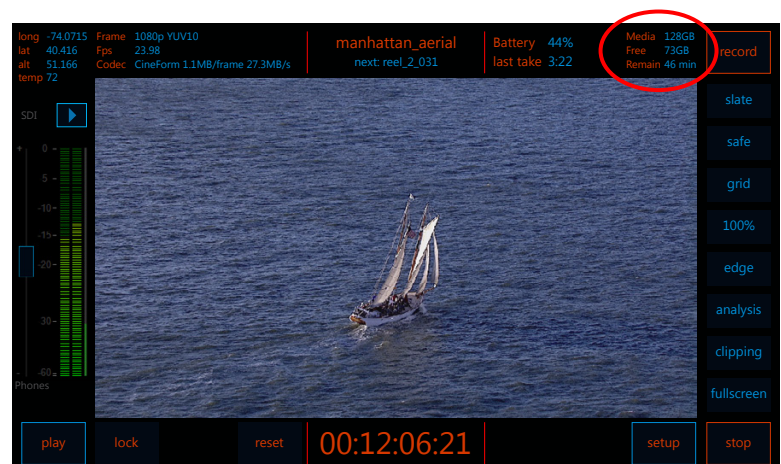 long -74.0715
lat 40.416
alt 51.166
temp 72
Frame 1080p YUV10
Fps 23.98
Codec CineForm 1.1MB/frame 27.3MB/s
manhattan_aerial
next: reel_2_031
Battery 44%
last take 3:22
Media 128GB
Free 73GB
Remain 46 min
record
SDI
+ 0 -
5 -
-10-
-15-
-20-
30-
- -60-
Phones
slate
safe
grid
100%
edge
analysis
clipping
fullscreen
play
lock
reset
00:12:06:21
setup
stop